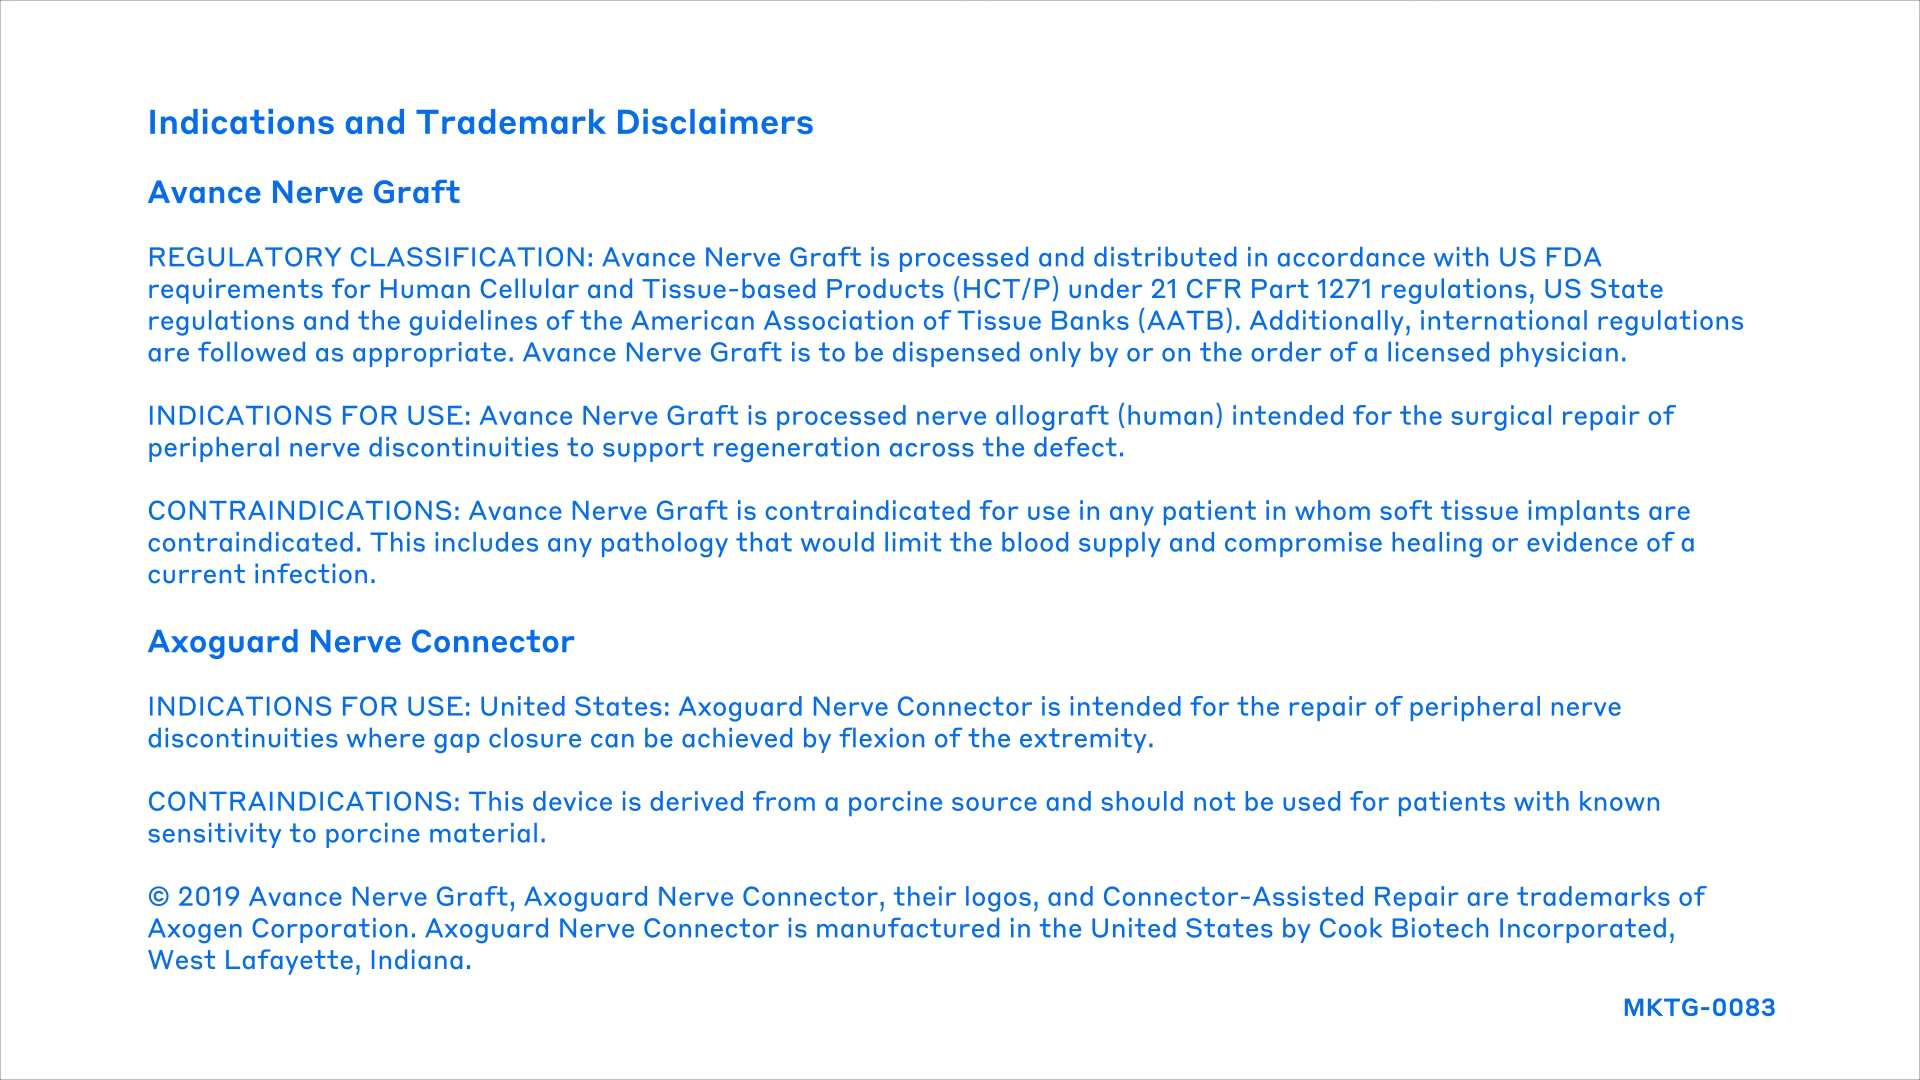 Indications and Trademark Disclaimers
Avance Nerve Graft
REGULATORY CLASSIFICATION: Avance Nerve Graft is processed and distributed in accordance with US FDA
requirements for Human Cellular and Tissue-based Products (HCT/P) under 21 CFR Part 1271 regulations, US State
regulations and the guidelines of the American Association of Tissue Banks (AATB). Additionally, international regulations
are followed as appropriate. Avance Nerve Graft is to be dispensed only by or on the order of a licensed physician.
INDICATIONS FOR USE: Avance Nerve Graft is processed nerve allograft (human) intended for the surgical repair of
peripheral nerve discontinuities to support regeneration across the defect.
CONTRAINDICATIONS: Avance Nerve Graft is contraindicated for use in any patient in whom soft tissue implants are
contraindicated. This includes any pathology that would limit the blood supply and compromise healing or evidence of a
current infection.
Axoguard Nerve Connector
INDICATIONS FOR USE: United States: Axoguard Nerve Connector is intended for the repair of peripheral nerve
discontinuities where gap closure can be achieved by flexion of the extremity.
CONTRAINDICATIONS: This device is derived from a porcine source and should not be used for patients with known
sensitivity to porcine material.
© 2019 Avance Nerve Graft, Axoguard Nerve Connector, their logos, and Connector-Assisted Repair are trademarks of
Axogen Corporation. Axoguard Nerve Connector is manufactured in the United States by Cook Biotech Incorporated,
West Lafayette, Indiana.
MKTG-0083